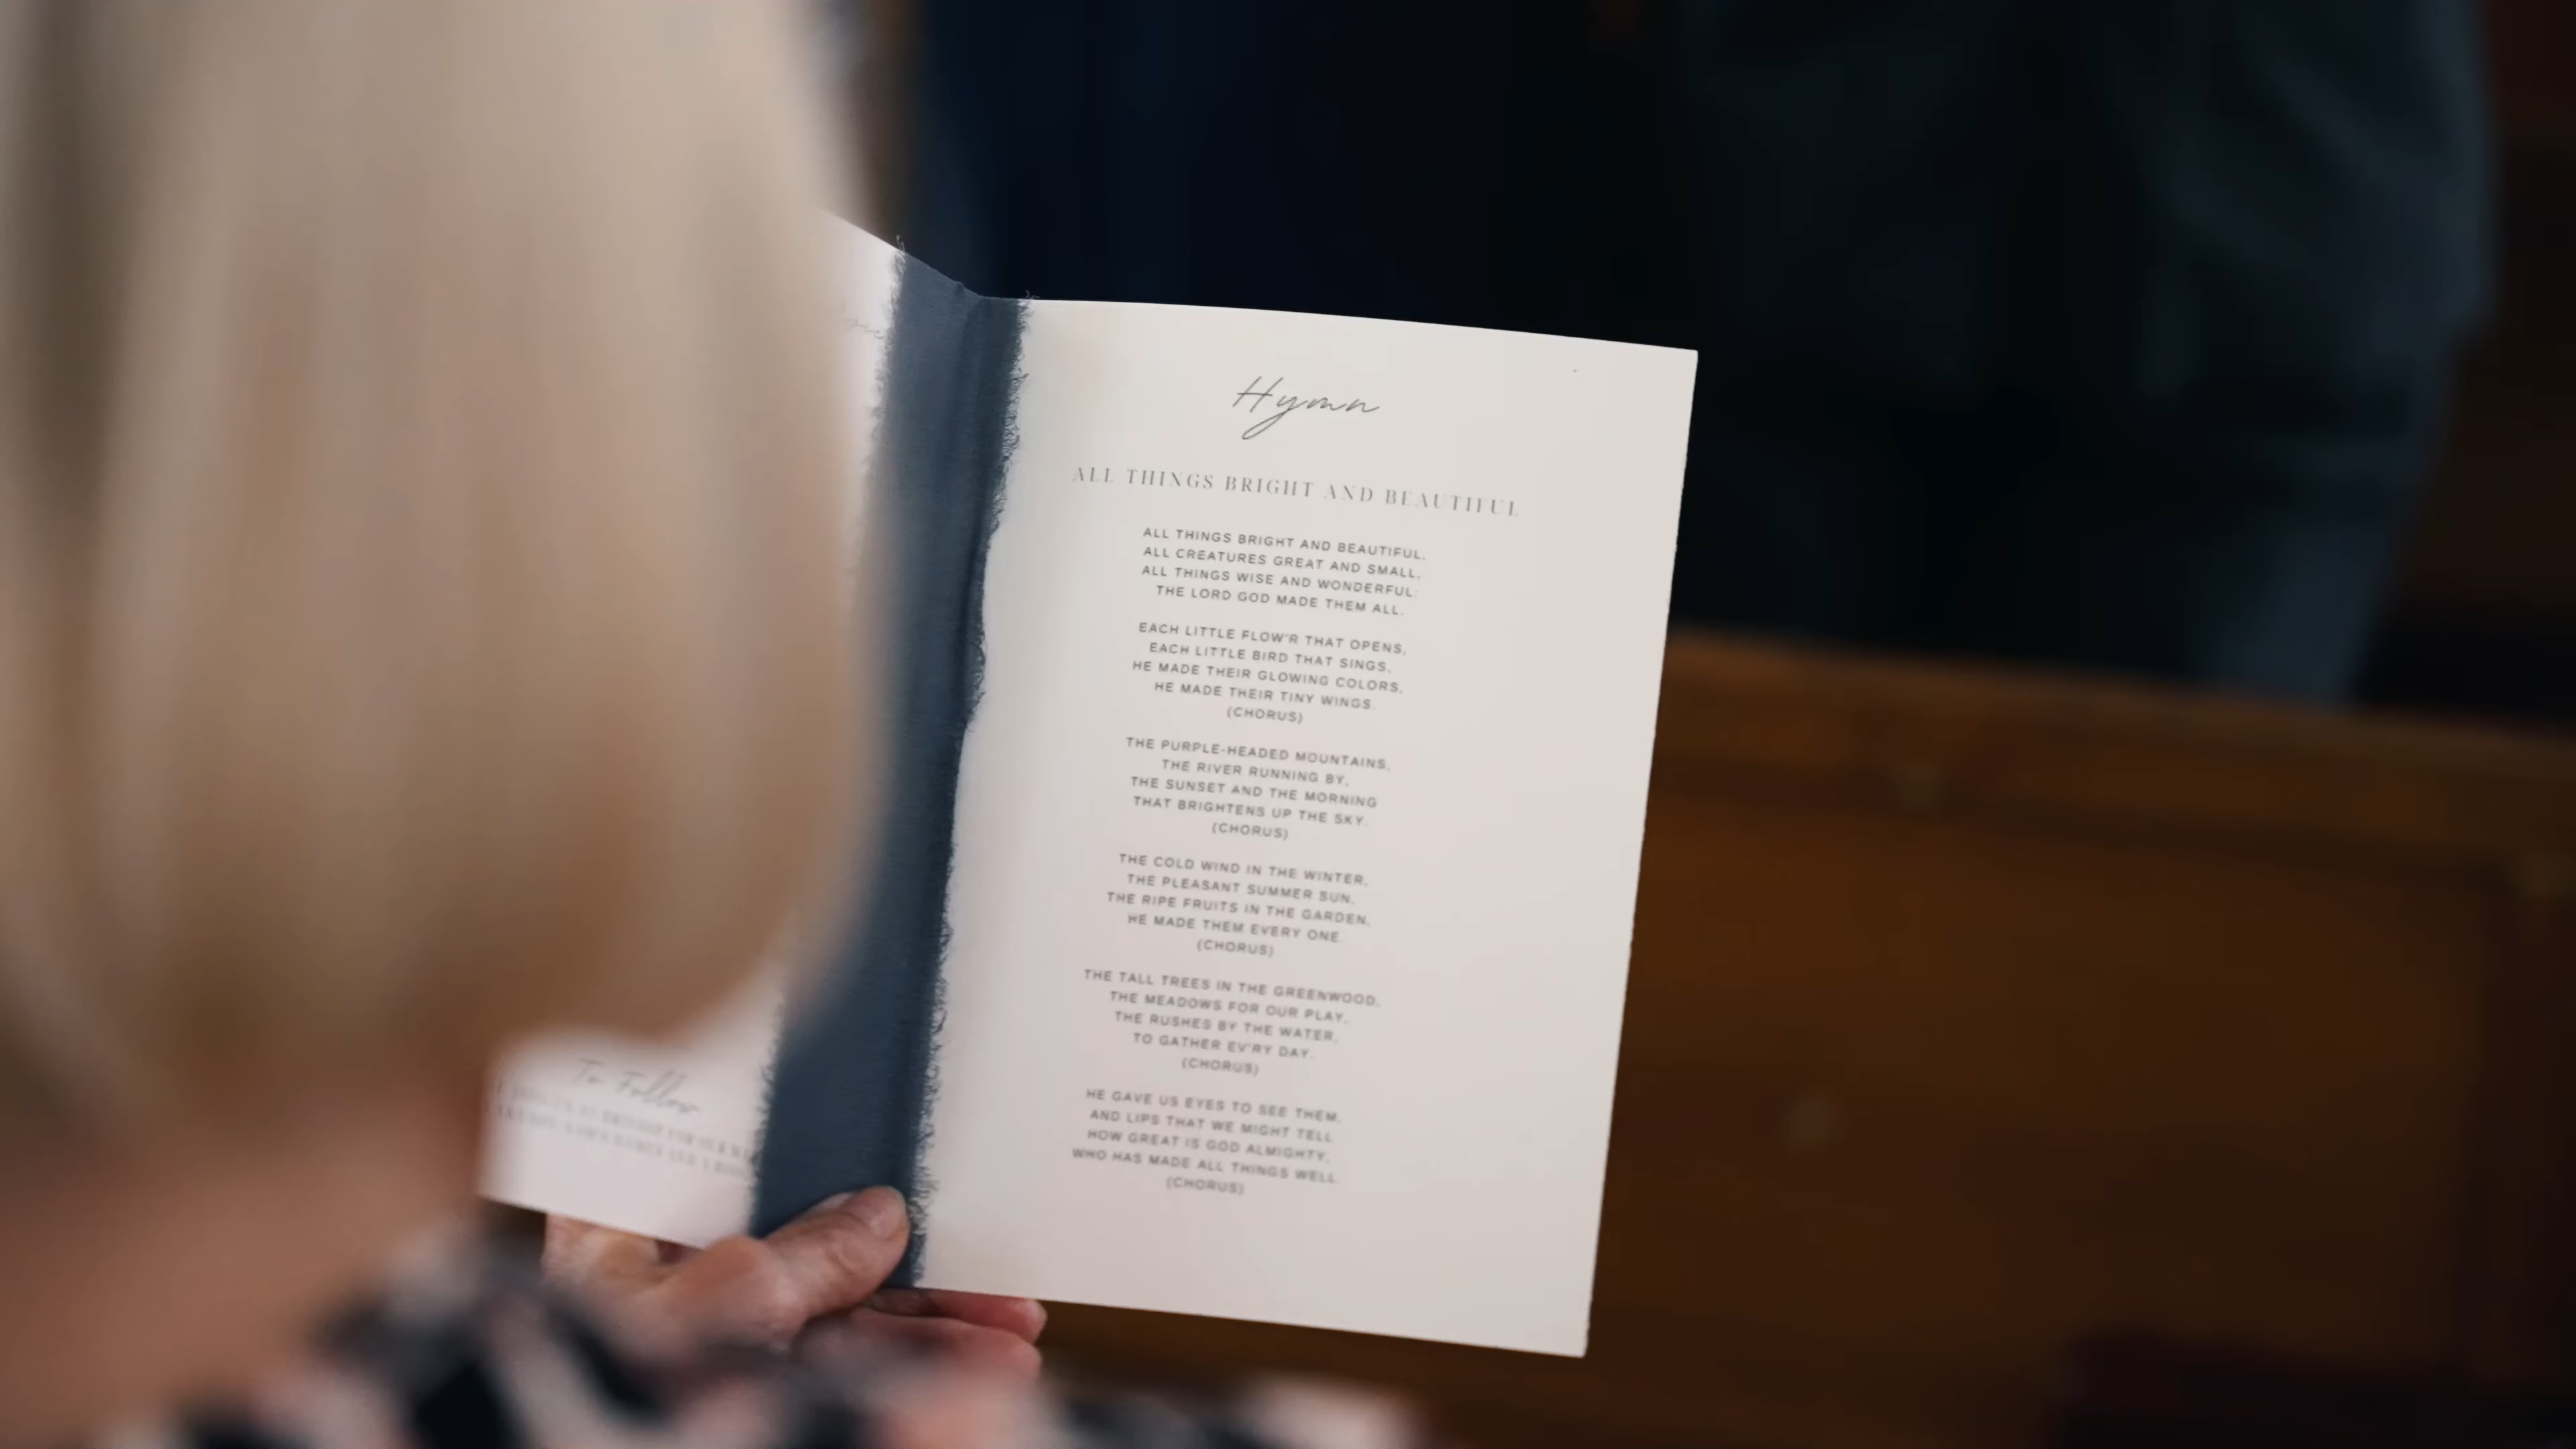 To Follow
Hymn
ALL THINGS BRIGHT AND BEAUTIFUL
ALL THINGS BRIGHT AND BEAUTIFUL,
ALL CREATURES GREAT AND SMALL,
ALL THINGS WISE AND WONDERFUL:
THE LORD GOD MADE THEM ALL.
EACH LITTLE FLOW'R THAT OPENS,
EACH LITTLE BIRD THAT SINGS,
HE MADE THEIR GLOWING COLORS,
HE MADE THEIR TINY WINGS.
(CHORUS)
THE PURPLE-HEADED MOUNTAINS,
THE RIVER RUNNING BY,
THE SUNSET AND THE MORNING
THAT BRIGHTENS UP THE SKY.
(CHORUS)
THE COLD WIND IN THE WINTER,
THE PLEASANT SUMMER SUN,
THE RIPE FRUITS IN THE GARDEN,
HE MADE THEM EVERY ONE.
(CHORUS)
THE TALL TREES IN THE GREENWOOD,
THE MEADOWS FOR OUR PLAY,
THE RUSHES BY THE WATER,
TO GATHER EV'RY DAY.
(CHORUS)
HE GAVE US EYES TO SEE THEM,
AND LIPS THAT WE MIGHT TELL
HOW GREAT IS GOD ALMIGHTY,
WHO HAS MADE ALL THINGS WELL.
(CHORUS)